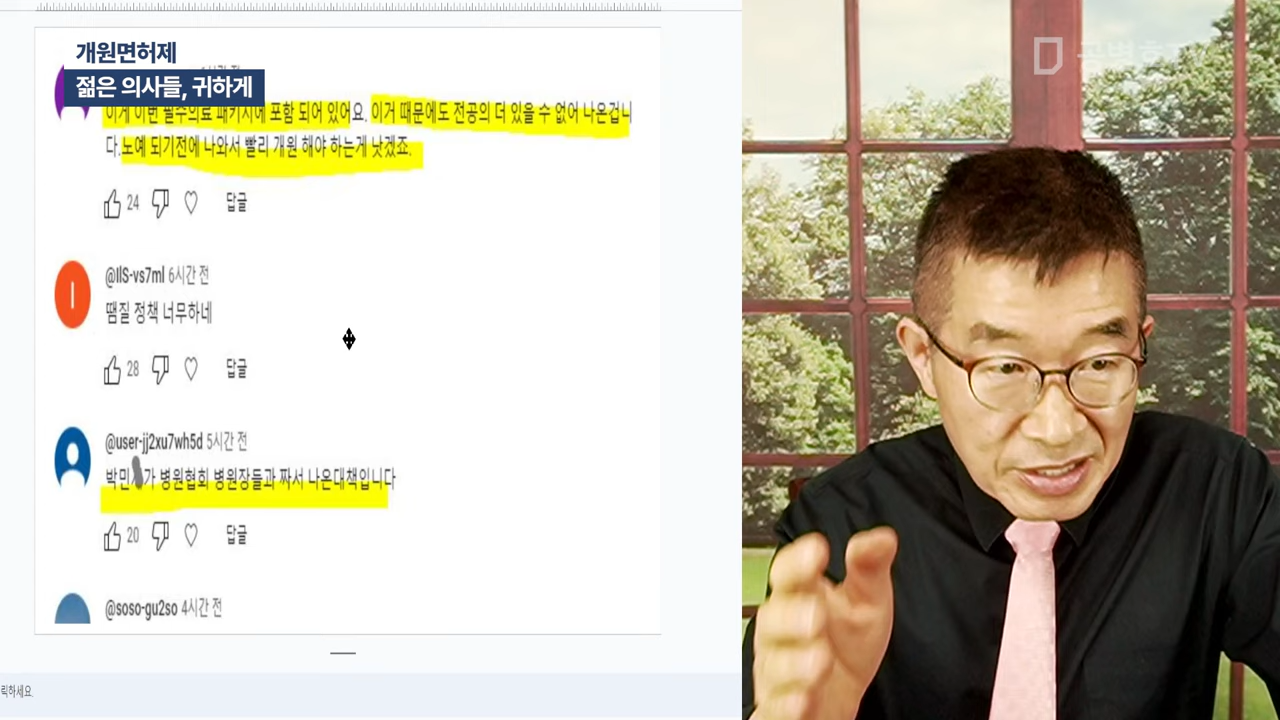 개원면허제
젊은 의사들, 귀하게
이게 이번 필수의료 패키지에 포함 되어 있어요. 이거 때문에도 전공의 더 있을 수 없어 나온겁니
다.노예 되기전에 나와서 빨리 개원 해야 하는게 낫겠죠.
24 답글
@IlS-vs7ml 6시간 전
땜질 정책 너무하네
28 답글
@user-jj2xu7wh5d 5시간 전
박민 가 병원협회 병원장들과 짜서 나온대책입니다
20 답글
@soso-gu2so 4시간 전
릭하세요.